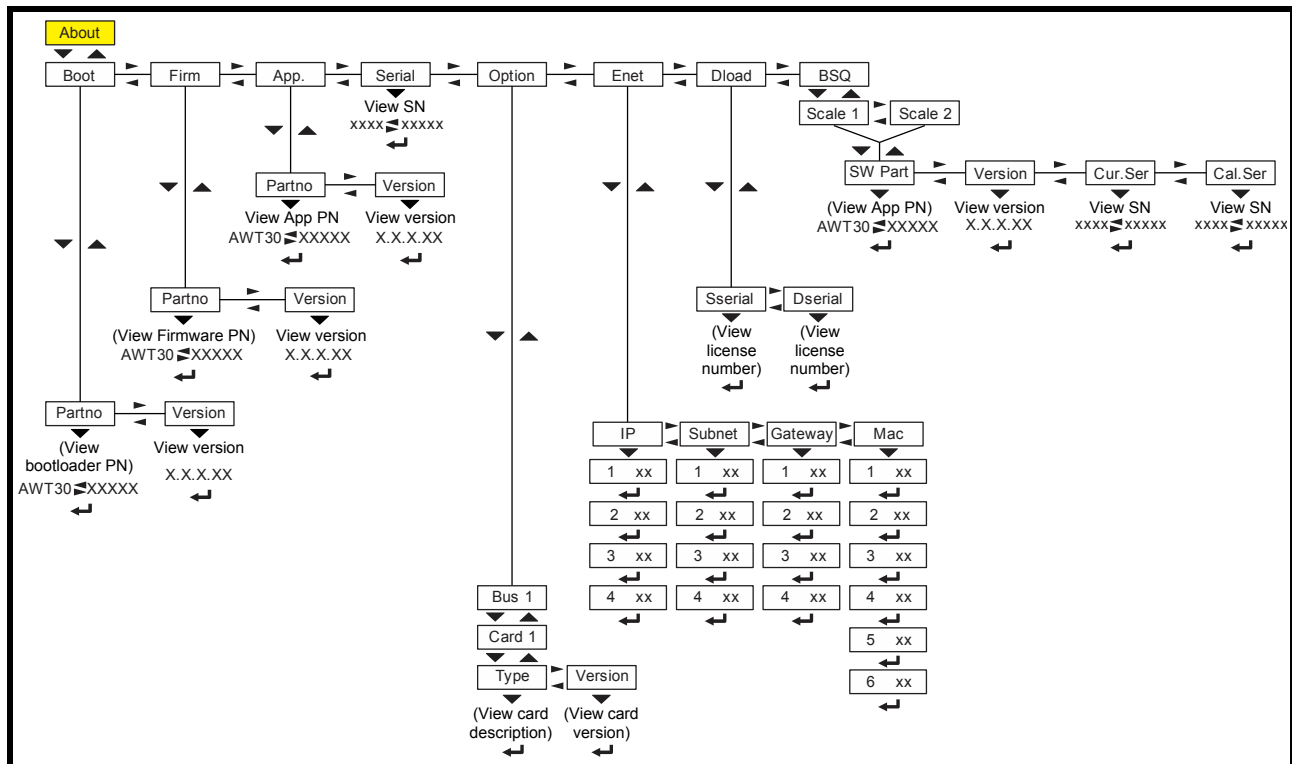 About
Boot Firm App. Serial Option Enet Dload BSQ
View SN
xxxx xxxxx
Scale 1 Scale 2
Partno Version
View App PN View version
AWT30 XXXXX X.X.X.XX
SW Part Version Cur.Ser Cal.Ser
(View App PN) View version View SN View SN
AWT30 XXXXX X.X.X.XX xxxx xxxxx xxxx xxxxx
Partno Version
(View Firmware PN) View version
AWT30 XXXXX X.X.X.XX
Sserial Dserial
(View (View
license license
number) number)
Partno Version
(View View version
bootloader PN)
AWT30 XXXXX X.X.X.XX
IP Subnet Gateway Mac
1 xx 1 xx 1 xx 1 xx
2 xx 2 xx 2 xx 2 xx
3 xx 3 xx 3 xx 3 xx
4 xx 4 xx 4 xx 4 xx
5 xx
6 xx
Bus 1
Card 1
Type Version
(View card (View card
description) version)